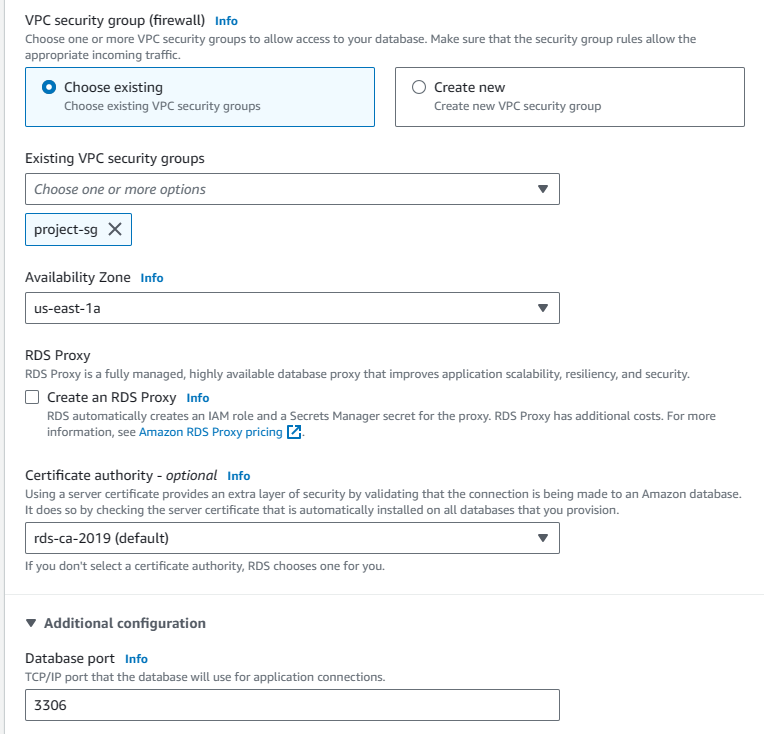 VPC security group (firewall) Info
Choose one or more VPC security groups to allow access to your database. Make sure that the security group rules allow the
appropriate incoming traffic.
Choose existing
Choose existing VPC security groups
Create new
Create new VPC security group
Existing VPC security groups
Choose one or more options
project-sg
Availability Zone Info
us-east-1a
RDS Proxy
RDS Proxy is a fully managed, highly available database proxy that improves application scalability, resiliency, and security.
Create an RDS Proxy Info
RDS automatically creates an IAM role and a Secrets Manager secret for the proxy. RDS Proxy has additional costs. For more
information, see Amazon RDS Proxy pricing.
Certificate authority - optional Info
Using a server certificate provides an extra layer of security by validating that the connection is being made to an Amazon database.
It does so by checking the server certificate that is automatically installed on all databases that you provision.
rds-ca-2019 (default)
If you don't select a certificate authority, RDS chooses one for you.
Additional configuration
Database port Info
TCP/IP port that the database will use for application connections.
3306